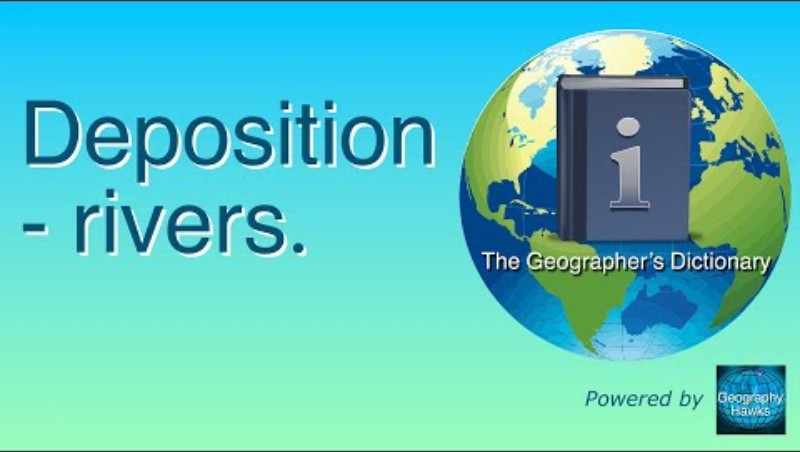 Deposition
- rivers.
i
The Geographer's Dictionary
Powered by
Geography
Hawks